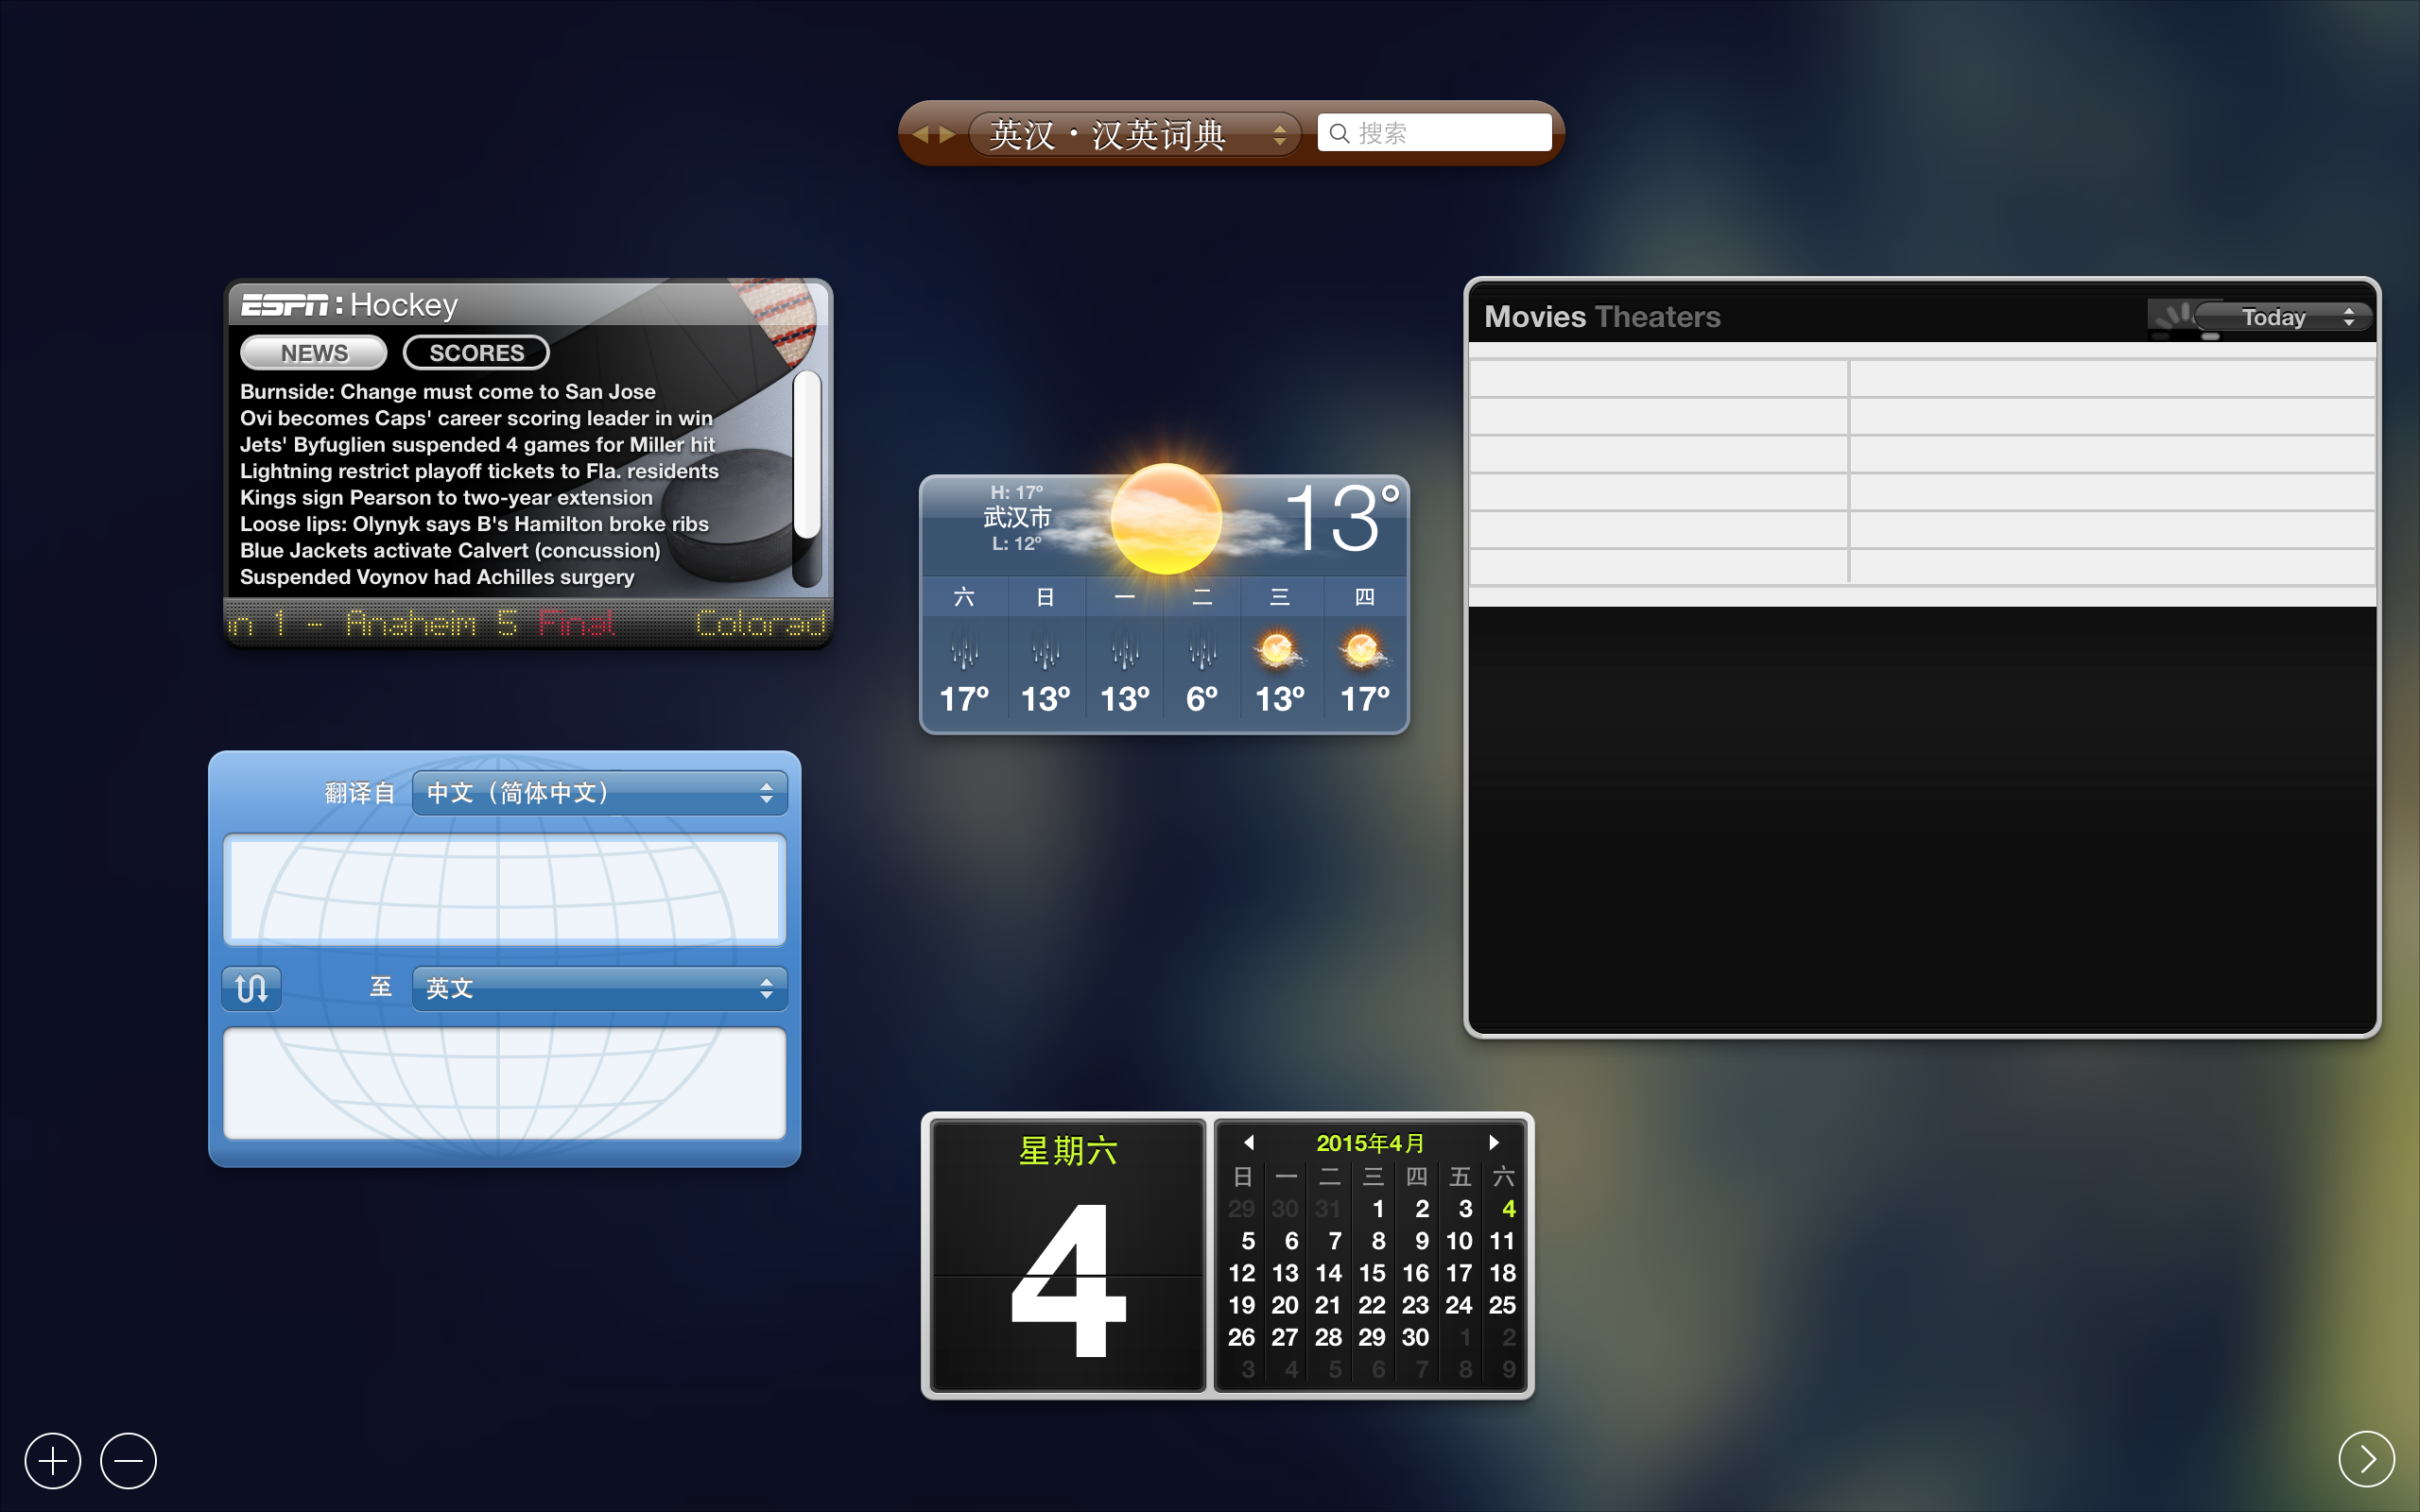 英汉・汉英词典
搜索
ESPN: Hockey
NEWS SCORES
Burnside: Change must come to San Jose
Ovi becomes Caps' career scoring leader in win
Jets' Byfuglien suspended 4 games for Miller hit
Lightning restrict playoff tickets to Fla. residents
Kings sign Pearson to two-year extension
Loose lips: Olynyk says B's Hamilton broke ribs
Blue Jackets activate Calvert (concussion)
Suspended Voynov had Achilles surgery
1 - Anaheim 5 Final Colorad
H: 17°
武汉市
L: 12°
13°
六 日 一 二 三 四
17° 13° 13° 6° 13° 17°
Movies Theaters
Today
翻译自 中文（简体中文）
至 英文
星期六
4
2015年4月
日 一 二 三 四 五 六
29 30 31 1 2 3 4
5 6 7 8 9 10 11
12 13 14 15 16 17 18
19 20 21 22 23 24 25
26 27 28 29 30 1 2
3 4 5 6 7 8 9